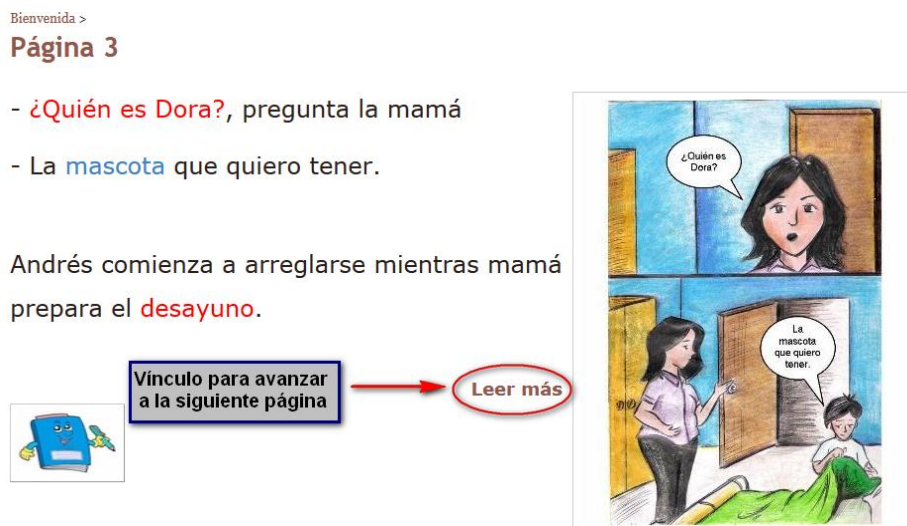 Bienvenida >
Página 3
- ¿Quién es Dora?, pregunta la mamá
- La mascota que quiero tener.
Andrés comienza a arreglarse mientras mamá
prepara el desayuno.
Vínculo para avanzar
a la siguiente página
Leer más
¿Quién es
Dora?
La
mascota
que quiero
tener.